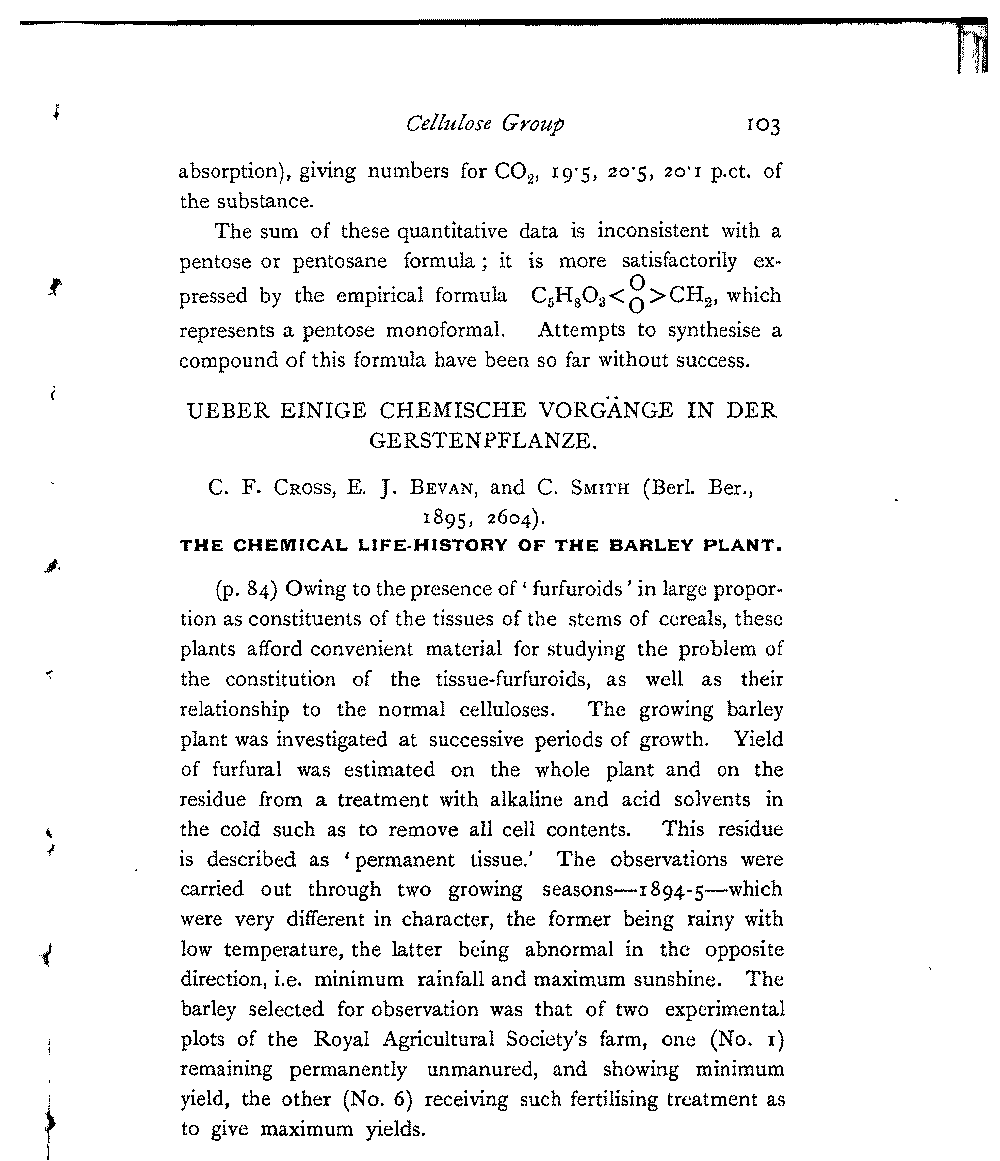 Cellulose Group 103
absorption), giving numbers for CO₂, 19·5, 20·5, 20·1 p.ct. of
the substance.
The sum of these quantitative data is inconsistent with a
pentose or pentosane formula; it is more satisfactorily ex-
pressed by the empirical formula C₅H₈O₃<O O>CH₂, which
represents a pentose monoformal. Attempts to synthesise a
compound of this formula have been so far without success.
UEBER EINIGE CHEMISCHE VORGÄNGE IN DER
GERSTENPFLANZE.
C. F. CROSS, E. J. BEVAN, and C. SMITH (Berl. Ber.,
1895, 2604).
THE CHEMICAL LIFE-HISTORY OF THE BARLEY PLANT.
(p. 84) Owing to the presence of ‘ furfuroids ’ in large propor-
tion as constituents of the tissues of the stems of cereals, these
plants afford convenient material for studying the problem of
the constitution of the tissue-furfuroids, as well as their
relationship to the normal celluloses. The growing barley
plant was investigated at successive periods of growth. Yield
of furfural was estimated on the whole plant and on the
residue from a treatment with alkaline and acid solvents in
the cold such as to remove all cell contents. This residue
is described as ‘ permanent tissue.’ The observations were
carried out through two growing seasons—1894-5—which
were very different in character, the former being rainy with
low temperature, the latter being abnormal in the opposite
direction, i.e. minimum rainfall and maximum sunshine. The
barley selected for observation was that of two experimental
plots of the Royal Agricultural Society’s farm, one (No. 1)
remaining permanently unmanured, and showing minimum
yield, the other (No. 6) receiving such fertilising treatment as
to give maximum yields.